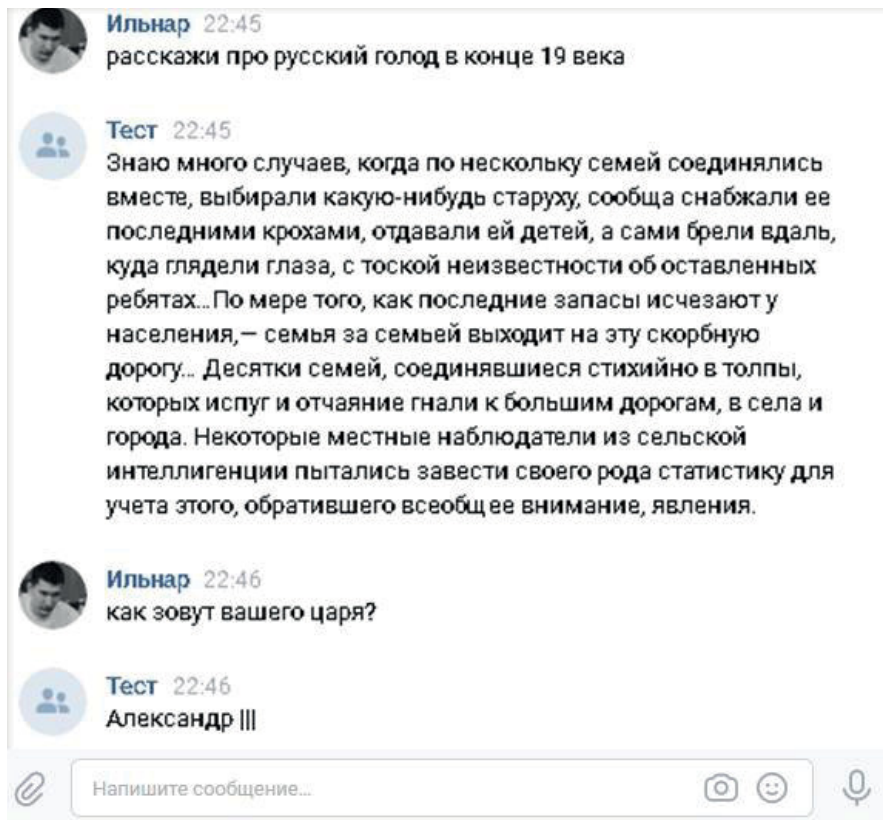 Ильнар 22:45
расскажи про русский голод в конце 19 века
Тест 22:45
Знаю много случаев, когда по нескольку семей соединялись
вместе, выбирали какую-нибудь старуху, сообща снабжали ее
последними крохами, отдавали ей детей, а сами брели вдаль,
куда глядели глаза, с тоской неизвестности об оставленных
ребятах...По мере того, как последние запасы исчезают у
населения,— семья за семьей выходит на эту скорбную
дорогу... Десятки семей, соединявшиеся стихийно в толпы,
которых испуг и отчаяние гнали к большим дорогам, в села и
города. Некоторые местные наблюдатели из сельской
интеллигенции пытались завести своего рода статистику для
учета этого, обратившего всеобщее внимание, явления.
Ильнар 22:46
как зовут вашего царя?
Тест 22:46
Александр |||
Напишите сообщение...